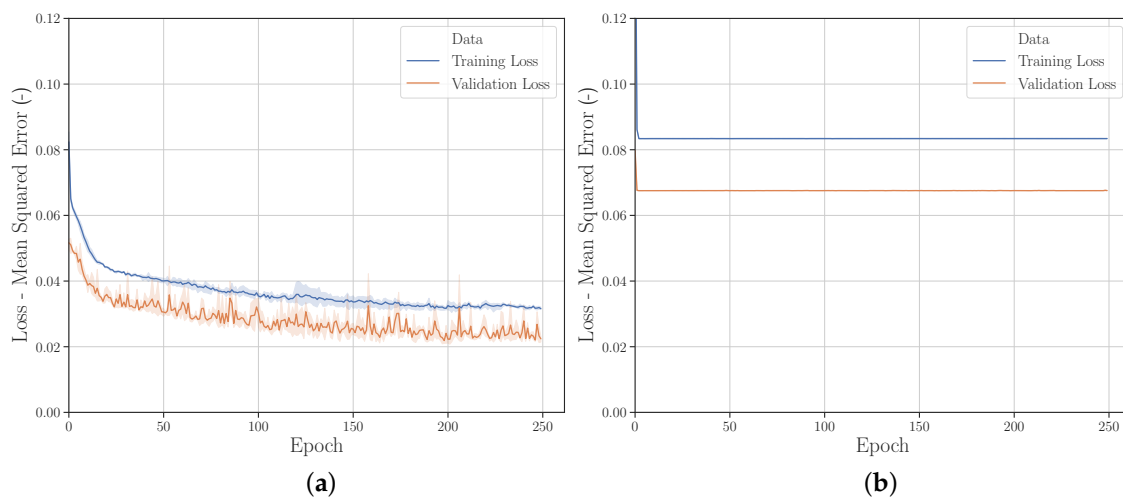 0.12
0.10
0.08
0.06
0.04
0.02
0.00
Loss - Mean Squared Error (-)
Data
Training Loss
Validation Loss
0 50 100 150 200 250
Epoch
(a)
0.12
0.10
0.08
0.06
0.04
0.02
0.00
Loss - Mean Squared Error (-)
Data
Training Loss
Validation Loss
0 50 100 150 200 250
Epoch
(b)